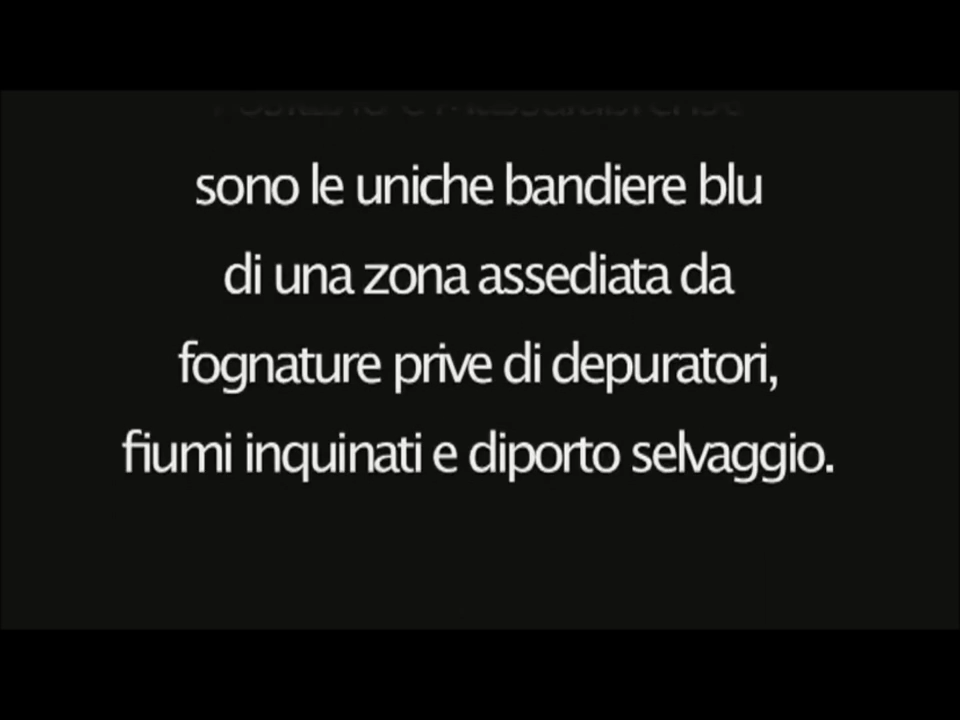 sono le uniche bandiere blu
di una zona assediata da
fognature prive di depuratori,
fiumi inquinati e diporto selvaggio.